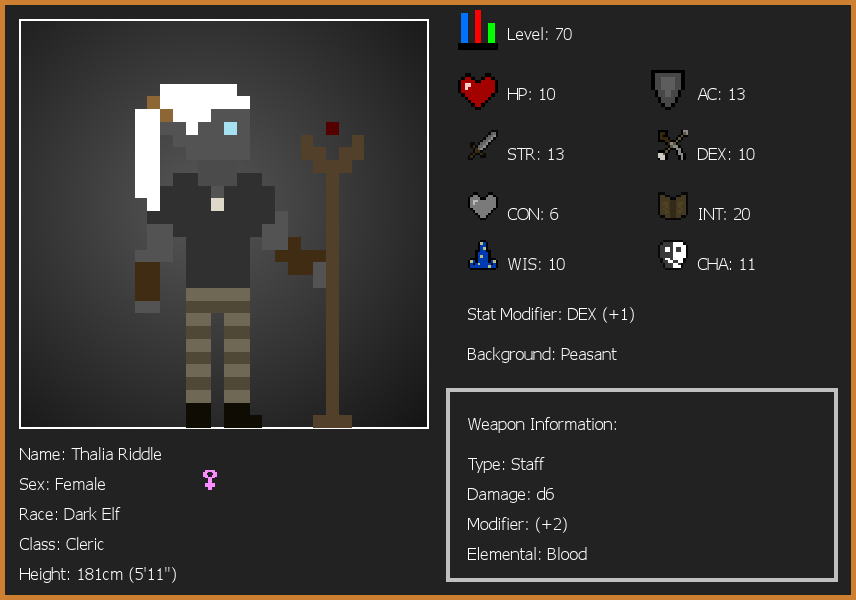 Level: 70
HP: 10
AC: 13
STR: 13
DEX: 10
CON: 6
INT: 20
WIS: 10
CHA: 11
Stat Modifier: DEX (+1)
Background: Peasant
Weapon Information:
Type: Staff
Damage: d6
Modifier: (+2)
Elemental: Blood
Name: Thalia Riddle
Sex: Female
Race: Dark Elf
Class: Cleric
Height: 181cm (5'11")